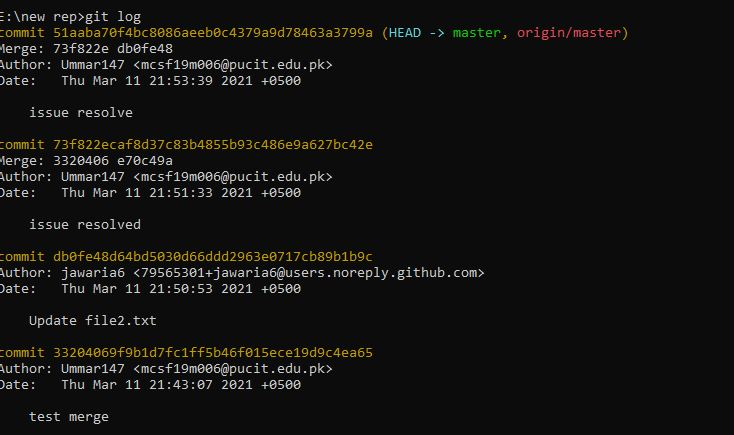 E:\new rep>git log
commit 51aaba70f4bc8086aeeb0c4379a9d78463a3799a (HEAD -> master, origin/master)
Merge: 73f822e db0fe48
Author: Ummar147 <mcsf19m006@pucit.edu.pk>
Date:   Thu Mar 11 21:53:39 2021 +0500
issue resolve
commit 73f822ecaf8d37c83b4855b93c486e9a627bc42e
Merge: 3320406 e70c49a
Author: Ummar147 <mcsf19m006@pucit.edu.pk>
Date:   Thu Mar 11 21:51:33 2021 +0500
issue resolved
commit db0fe48d64bd5030d66ddd2963e0717cb89b1b9c
Author: jawaria6 <79565301+jawaria6@users.noreply.github.com>
Date:   Thu Mar 11 21:50:53 2021 +0500
Update file2.txt
commit 33204069f9b1d7fc1ff5b46f015ece19d9c4ea65
Author: Ummar147 <mcsf19m006@pucit.edu.pk>
Date:   Thu Mar 11 21:43:07 2021 +0500
test merge